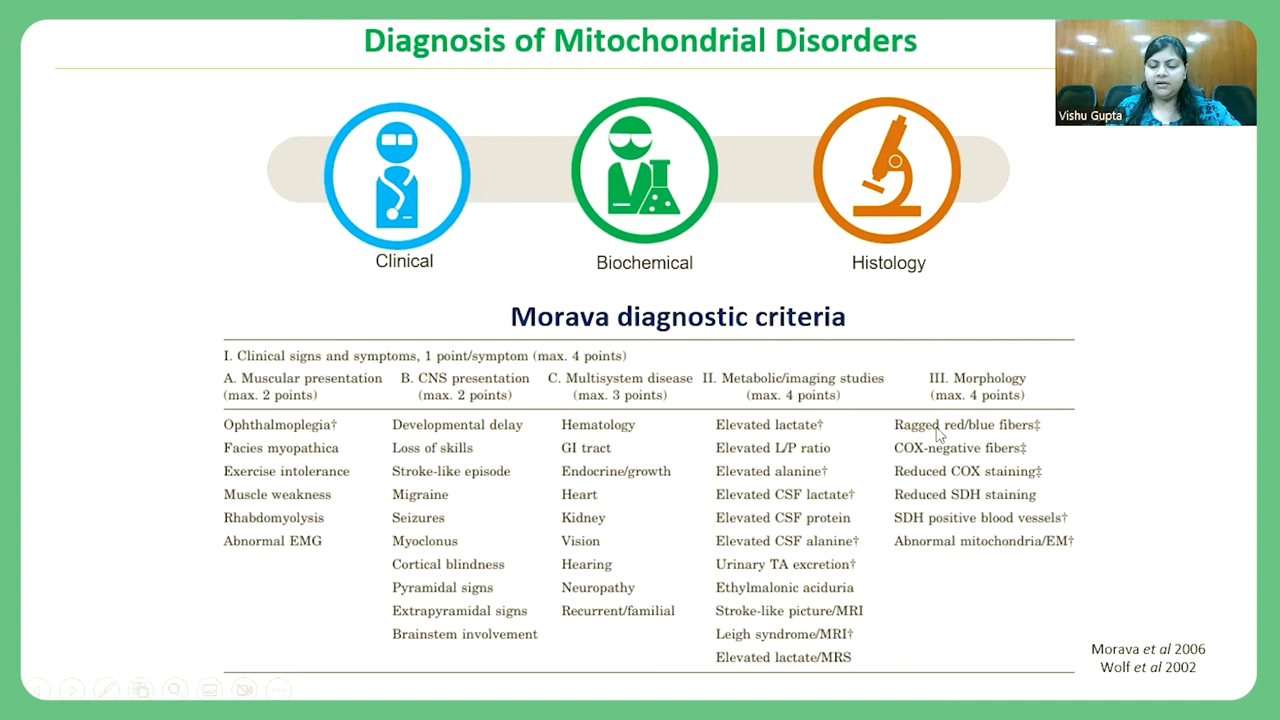 Diagnosis of Mitochondrial Disorders
Vishu Gupta
Clinical
Biochemical
Histology
Morava diagnostic criteria
I. Clinical signs and symptoms, 1 point/symptom (max. 4 points)
A. Muscular presentation
(max. 2 points)
B. CNS presentation
(max. 2 points)
C. Multisystem disease
(max. 3 points)
II. Metabolic/imaging studies
(max. 4 points)
III. Morphology
(max. 4 points)
Ophthalmoplegia†
Facies myopathica
Exercise intolerance
Muscle weakness
Rhabdomyolysis
Abnormal EMG
Developmental delay
Loss of skills
Stroke-like episode
Migraine
Seizures
Myoclonus
Cortical blindness
Pyramidal signs
Extrapyramidal signs
Brainstem involvement
Hematology
GI tract
Endocrine/growth
Heart
Kidney
Vision
Hearing
Neuropathy
Recurrent/familial
Elevated lactate†
Elevated L/P ratio
Elevated alanine†
Elevated CSF lactate†
Elevated CSF protein
Elevated CSF alanine†
Urinary TA excretion†
Ethylmalonic aciduria
Stroke-like picture/MRI
Leigh syndrome/MRI†
Elevated lactate/MRS
Ragged red/blue fibers‡
COX-negative fibers‡
Reduced COX staining‡
Reduced SDH staining
SDH positive blood vessels†
Abnormal mitochondria/EM†
Morava et al 2006
Wolf et al 2002